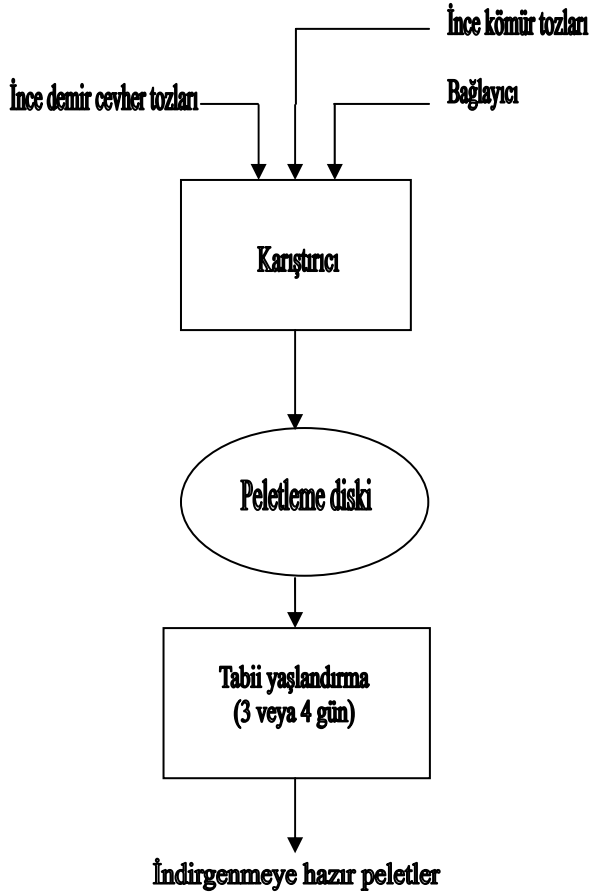 İnce kömür tozları
İnce demir cevher tozları
Bağlayıcı
Karıştırıcı
Peletleme diski
Tabii yaşlandırma
(3 veya 4 gün)
İndirgenmeye hazır peletler